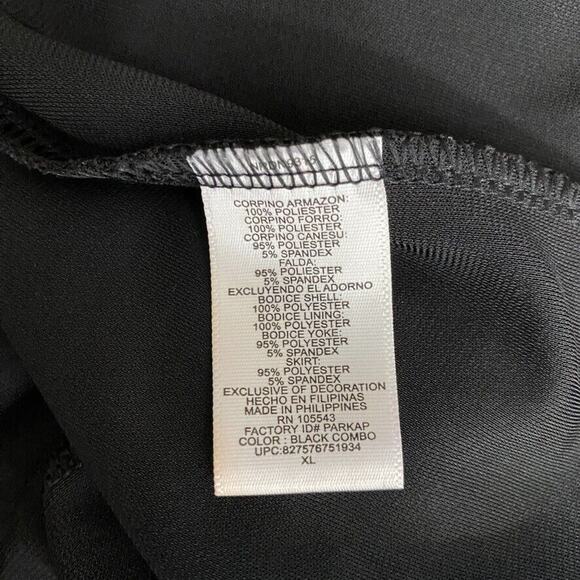 CORPINO ARMAZON:
100% POLIESTER
CORPINO FORRO:
100% POLIESTER
CORPINO CANESU:
95% POLIESTER
5% SPANDEX
FALDA:
95% POLIESTER
5% SPANDEX
EXCLUYENDO EL ADORNO
BODICE SHELL:
100% POLYESTER
BODICE LINING:
100% POLYESTER
BODICE YOKE:
95% POLYESTER
5% SPANDEX
SKIRT:
95% POLYESTER
5% SPANDEX
EXCLUSIVE OF DECORATION
HECHO EN FILIPINAS
MADE IN PHILIPPINES
RN 105543
FACTORY ID# PARKAP
COLOR : BLACK COMBO
UPC:827576751934
XL